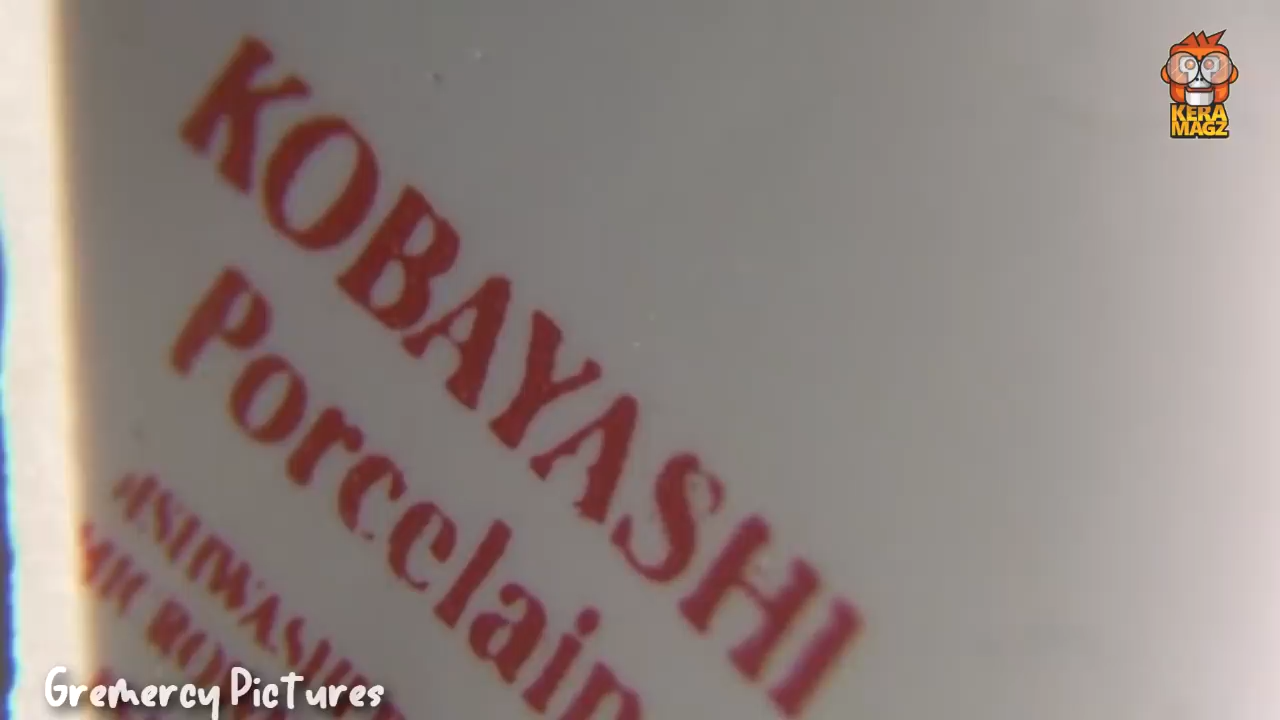 KOBAYASHI
Porcelain
KERA
MAGZ
Gremercy Pictures